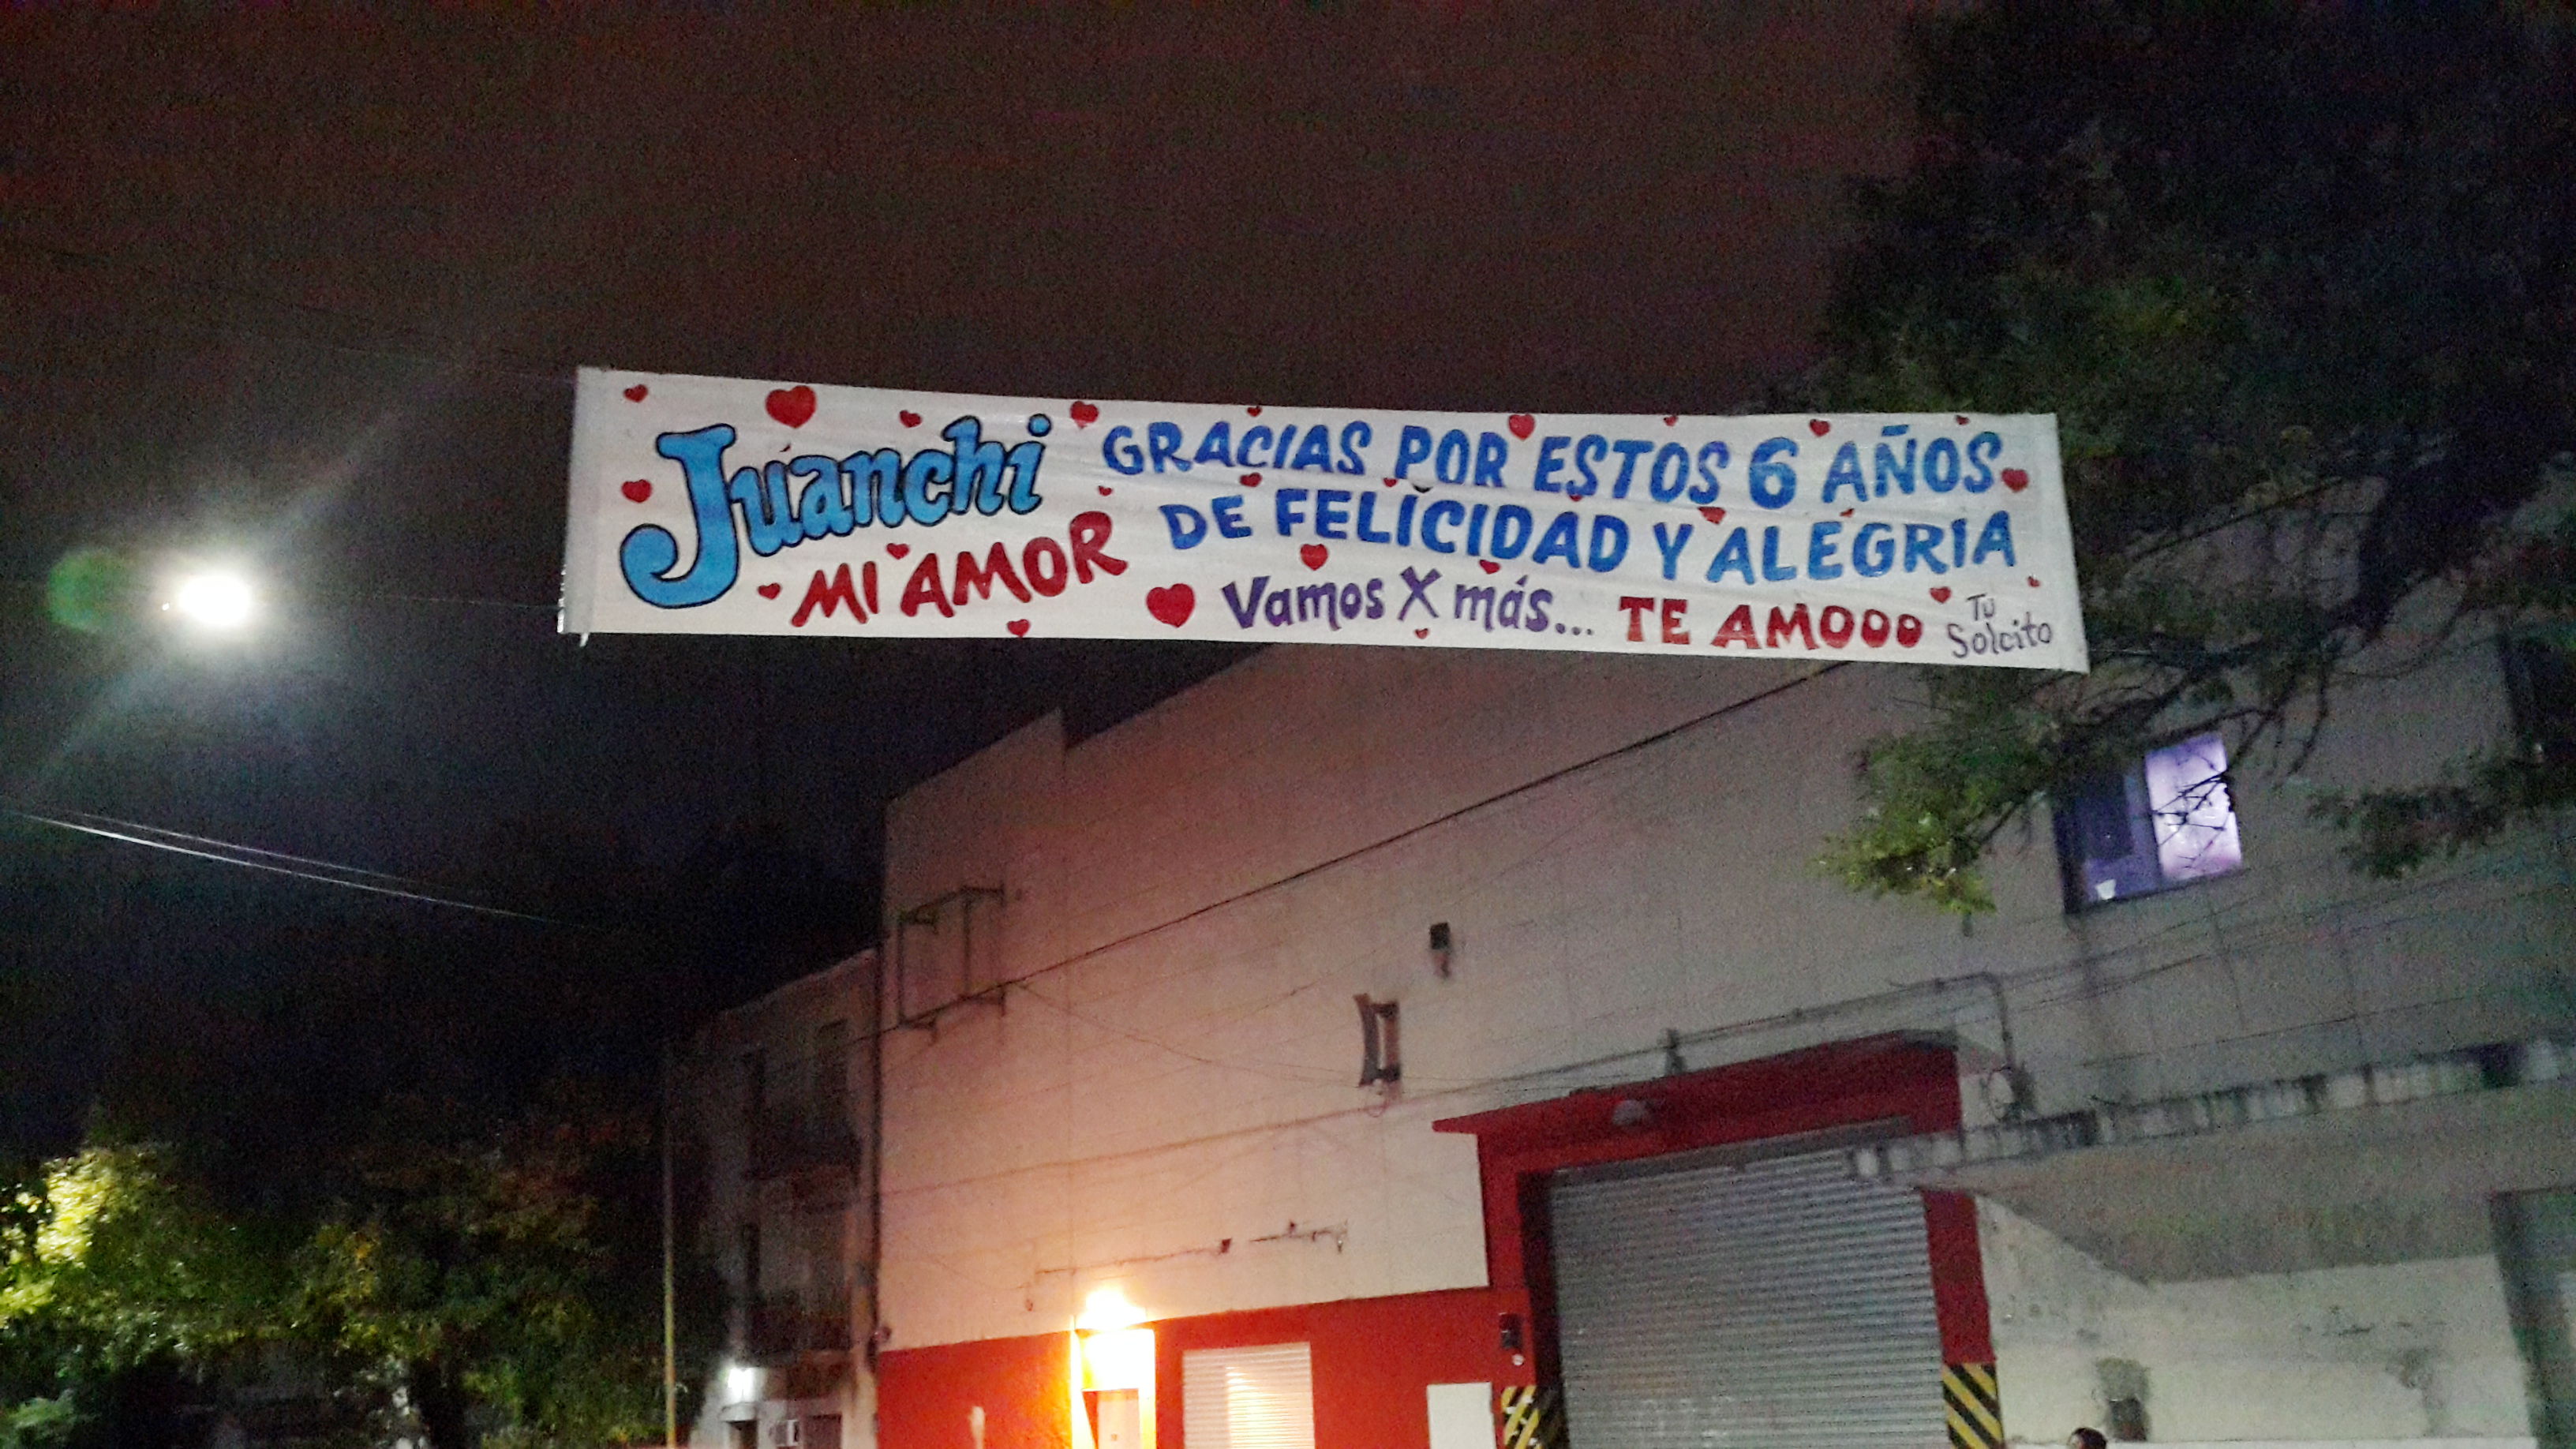 Juanchi
MI AMOR
GRACIAS POR ESTOS 6 AÑOS
DE FELICIDAD Y ALEGRIA
Vamos X más... TE AMOOO
Tu
Solcito